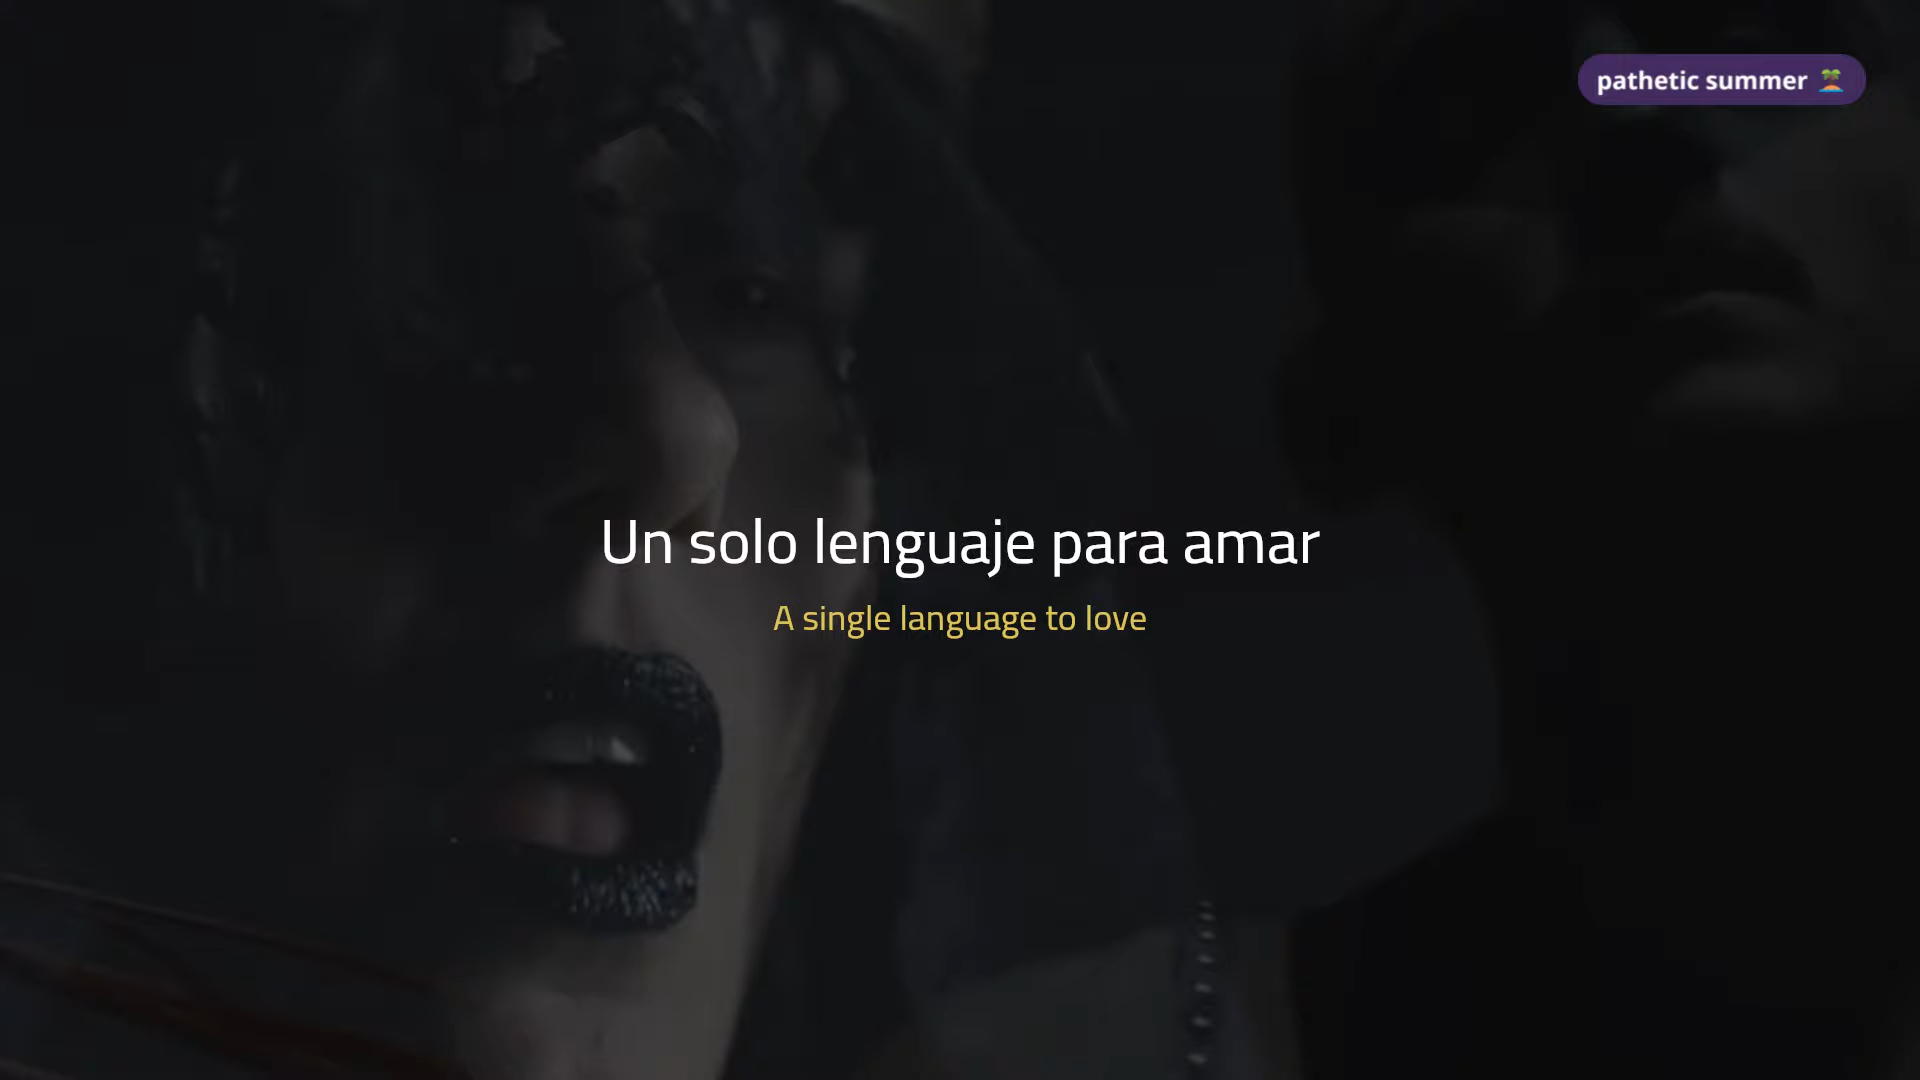 pathetic summer 🏝️
Un solo lenguaje para amar
A single language to love